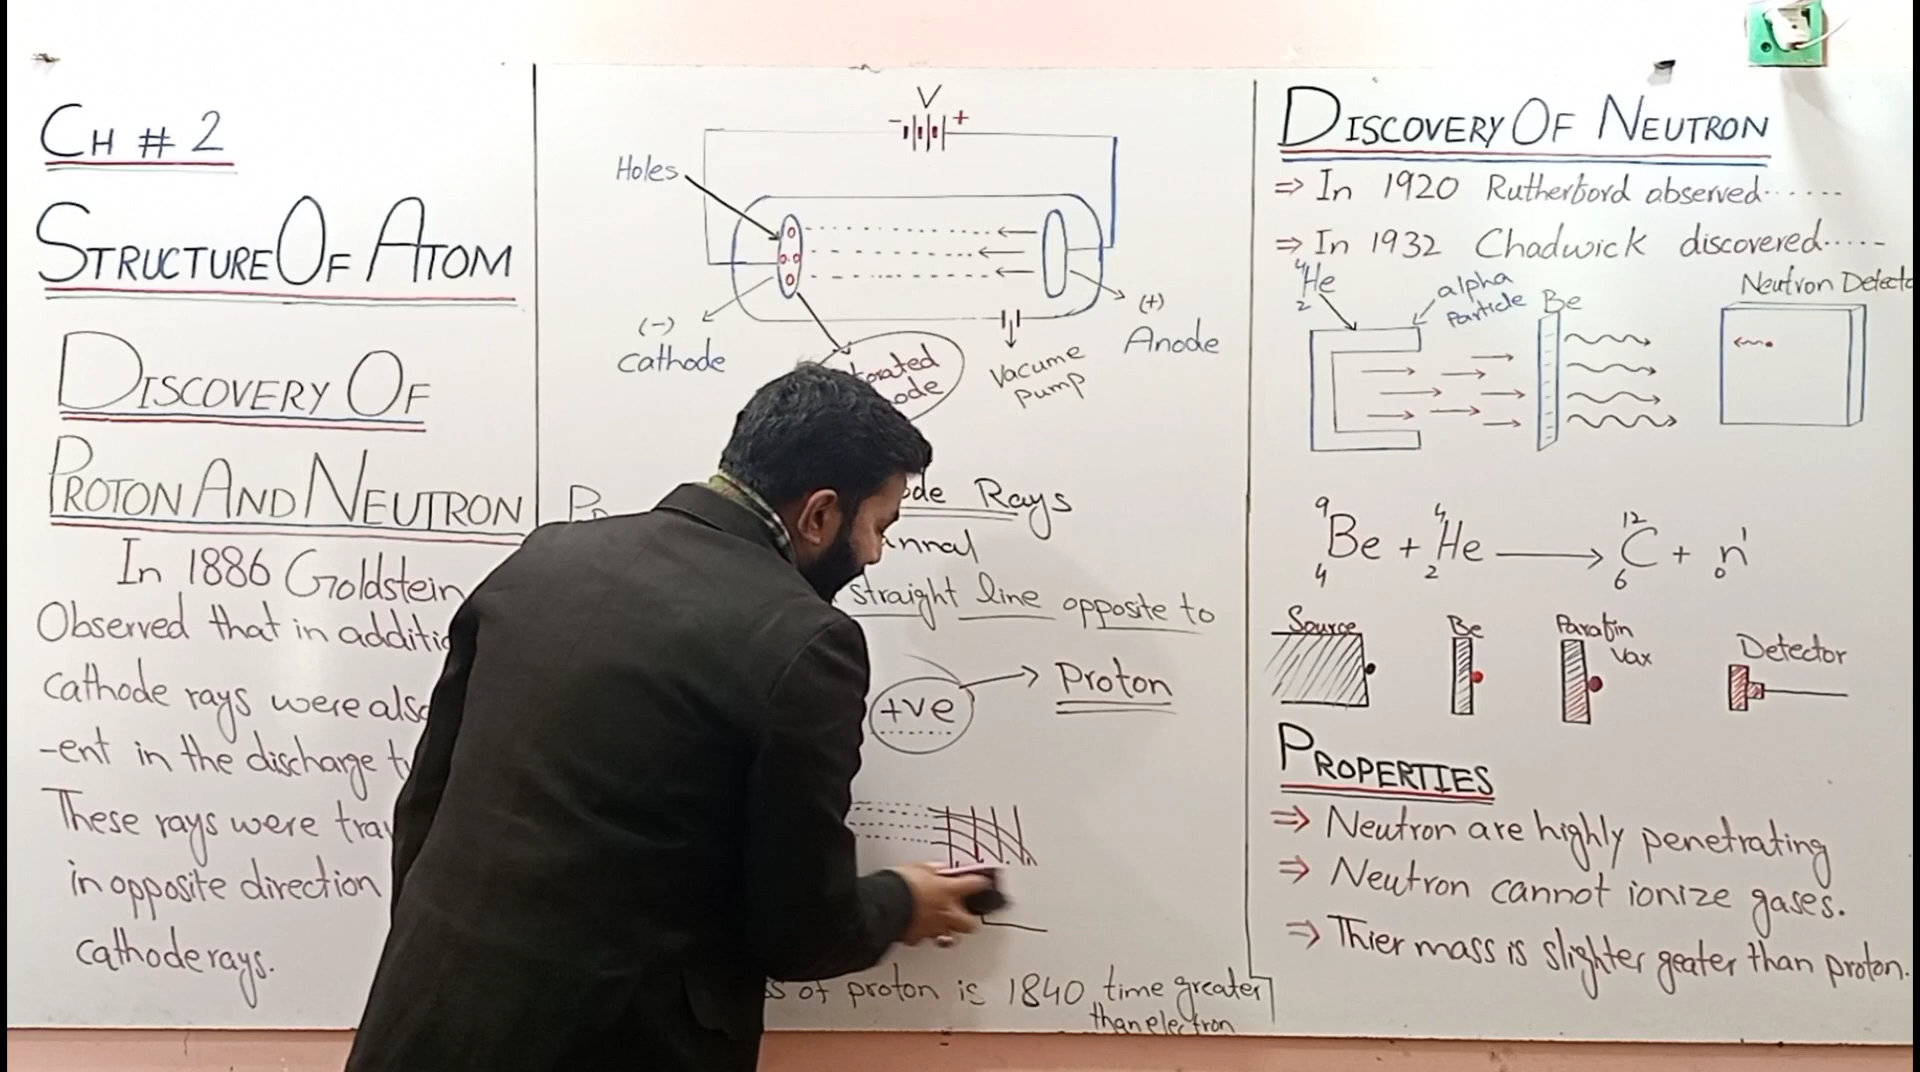 CH # 2
STRUCTURE OF ATOM
DISCOVERY OF
PROTON AND NEUTRON
In 1886 Goldstein
Observed that in
cathode rays were
-ent in the discharge
These rays were
in opposite direction
cathode rays.
V
- +
Holes
(-)
Cathode
Vacume
Pump
(+)
Anode
Rays
straight line opposite to
+ve
Proton
of proton is 1840 time greater
than electron
DISCOVERY OF NEUTRON
⇒ In 1920 Rutherford observed......
⇒ In 1932 Chadwick discovered.....
4 2 He
alpha
Particle
Be
Neutron
9 4 Be + 4 2 He → 12 6 C + 1 0 n
Source
Be
Parafin
Vax
Detector
PROPERTIES
⇒ Neutron are highly penetrating
⇒ Neutron cannot ionize gases.
⇒ Thier mass is slighter geater than proton.